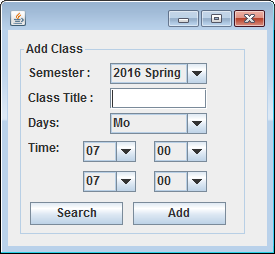 Add Class
Semester : 2016 Spring
Class Title :
Days: Mo
Time: 07 00
07 00
Search Add